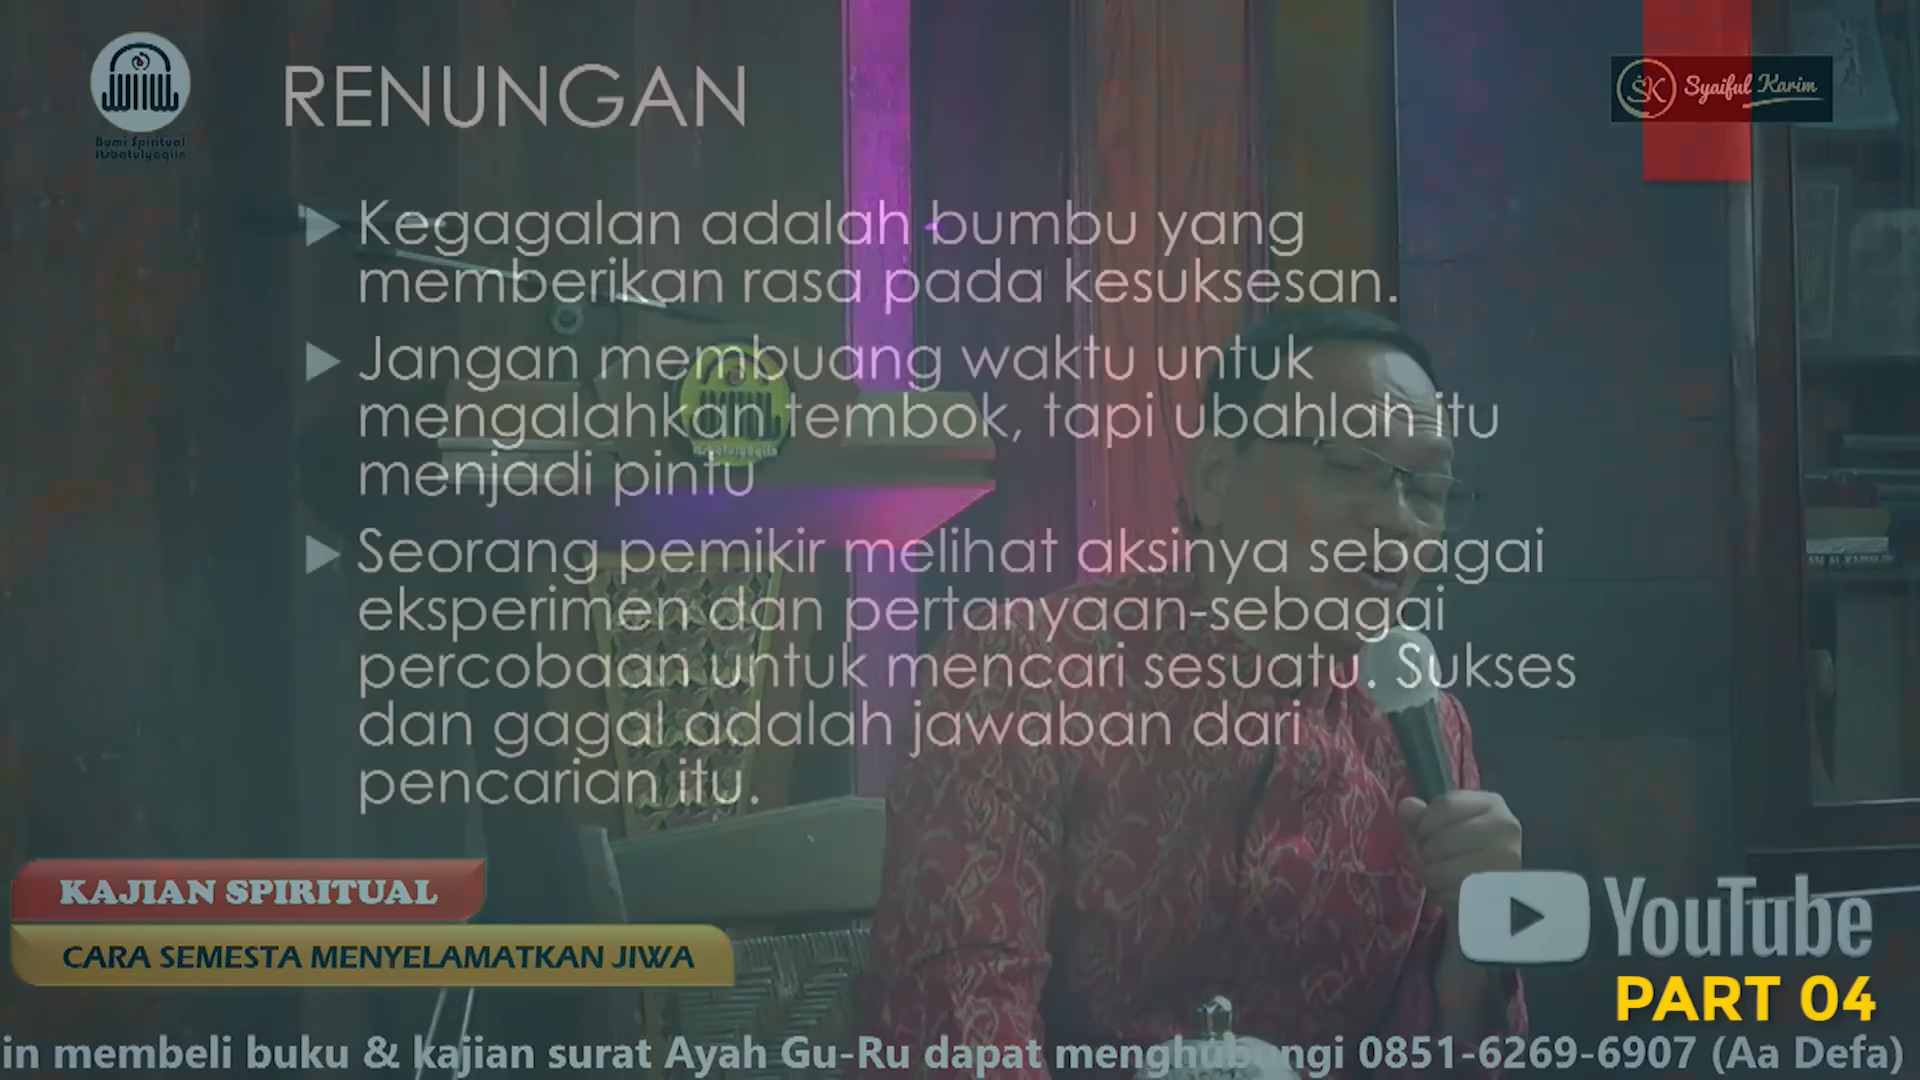 RENUNGAN
Bumi Spiritual
Itsbatulyaqiin
SK Syaiful Karim
Kegagalan adalah bumbu yang
memberikan rasa pada kesuksesan.
Jangan membuang waktu untuk
mengalahkan tembok, tapi ubahlah itu
menjadi pintu
Seorang pemikir melihat aksinya sebagai
eksperimen dan pertanyaan-sebagai
percobaan untuk mencari sesuatu. Sukses
dan gagal adalah jawaban dari
pencarian itu.
Itsbatulyaqiin
KAJIAN SPIRITUAL
CARA SEMESTA MENYELAMATKAN JIWA
YouTube
PART 04
in membeli buku & kajian surat Ayah Gu-Ru dapat menghubungi 0851-6269-6907 (Aa Defa)